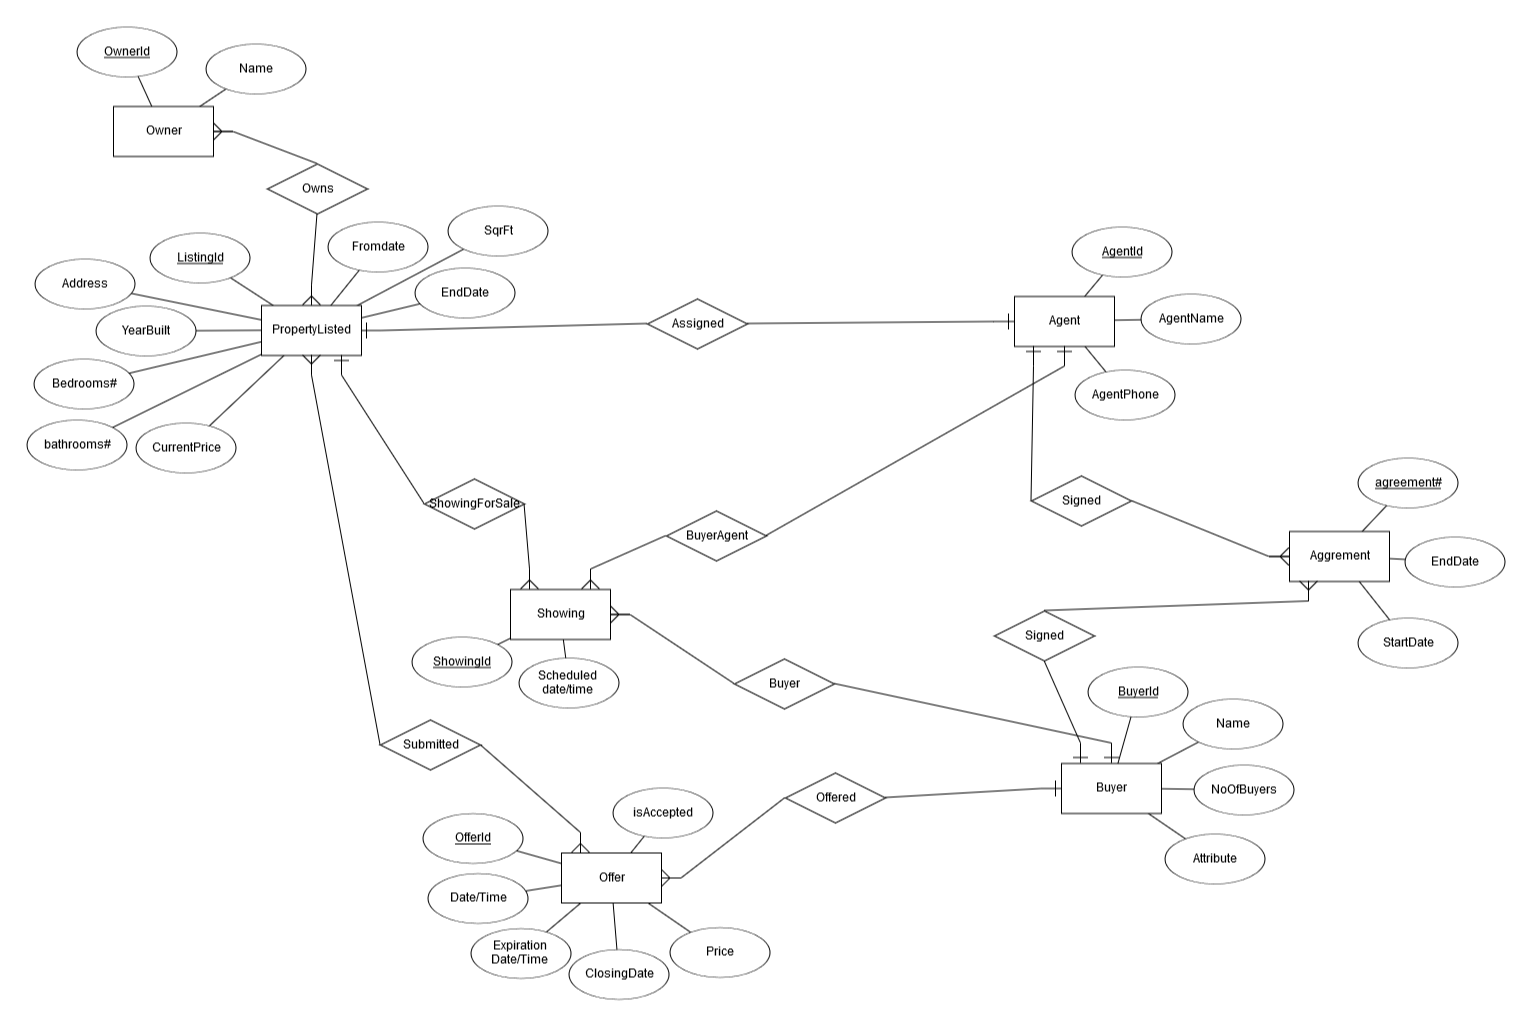 OwnerId
Name
Owner
Owns
SqrFt
Fromdate
ListingId
AgentId
Address
EndDate
AgentName
PropertyListed
Assigned
Agent
YearBuilt
Bedrooms#
AgentPhone
bathrooms#
CurrentPrice
agreement#
ShowingForSale
Signed
BuyerAgent
Aggrement
EndDate
Showing
Signed
StartDate
ShowingId
Scheduled
date/time
Buyer
BuyerId
Name
Submitted
Buyer
NoOfBuyers
Offered
isAccepted
OfferId
Attribute
Offer
Date/Time
Expiration
Date/Time
Price
ClosingDate